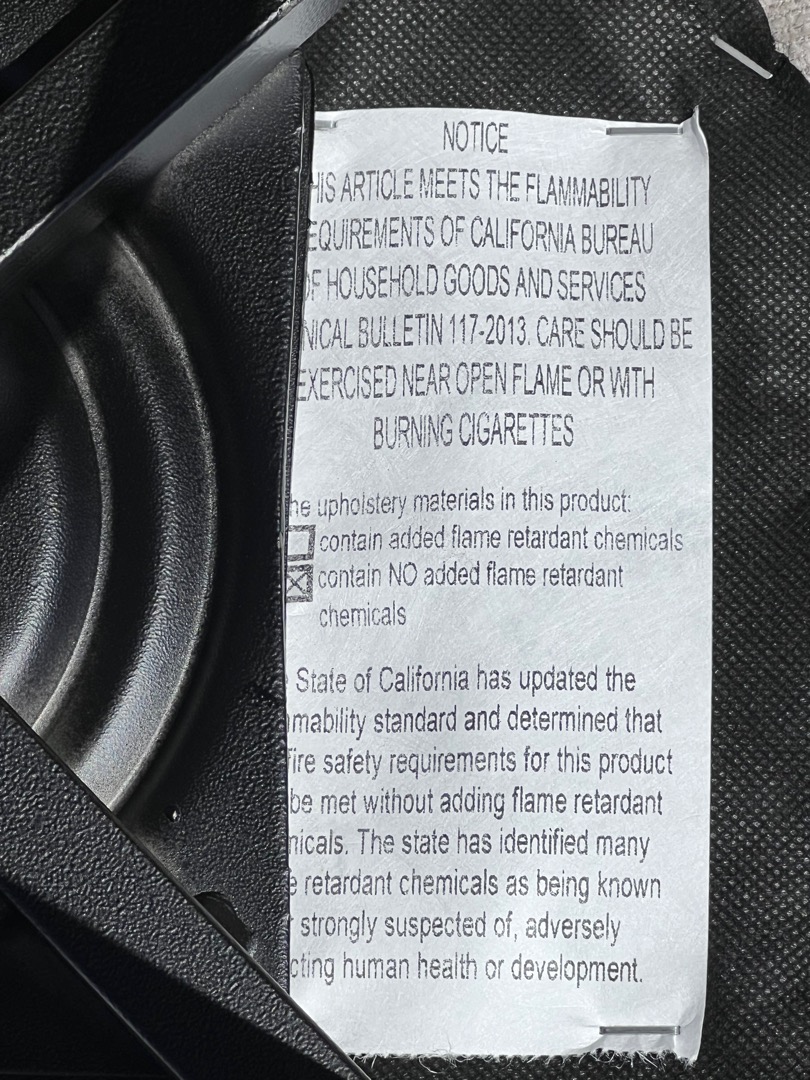 NOTICE
HIS ARTICLE MEETS THE FLAMMABILITY
EQUIREMENTS OF CALIFORNIA BUREAU
OF HOUSEHOLD GOODS AND SERVICES
NICAL BULLETIN 117-2013. CARE SHOULD BE
EXERCISED NEAR OPEN FLAME OR WITH
BURNING CIGARETTES
he upholstery materials in this product:
contain added flame retardant chemicals
contain NO added flame retardant
chemicals
State of California has updated the
mability standard and determined that
fire safety requirements for this product
be met without adding flame retardant
nicals. The state has identified many
e retardant chemicals as being known
r strongly suspected of, adversely
cting human health or development.